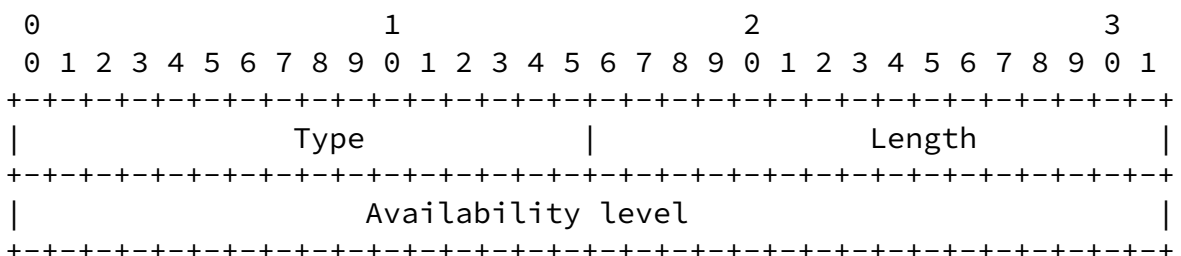 0                   1                   2                   3
 0 1 2 3 4 5 6 7 8 9 0 1 2 3 4 5 6 7 8 9 0 1 2 3 4 5 6 7 8 9 0 1
+-+-+-+-+-+-+-+-+-+-+-+-+-+-+-+-+-+-+-+-+-+-+-+-+-+-+-+-+-+-+-+-+
|               Type            |               Length          |
+-+-+-+-+-+-+-+-+-+-+-+-+-+-+-+-+-+-+-+-+-+-+-+-+-+-+-+-+-+-+-+-+
|                   Availability level                          |
+-+-+-+-+-+-+-+-+-+-+-+-+-+-+-+-+-+-+-+-+-+-+-+-+-+-+-+-+-+-+-+-+